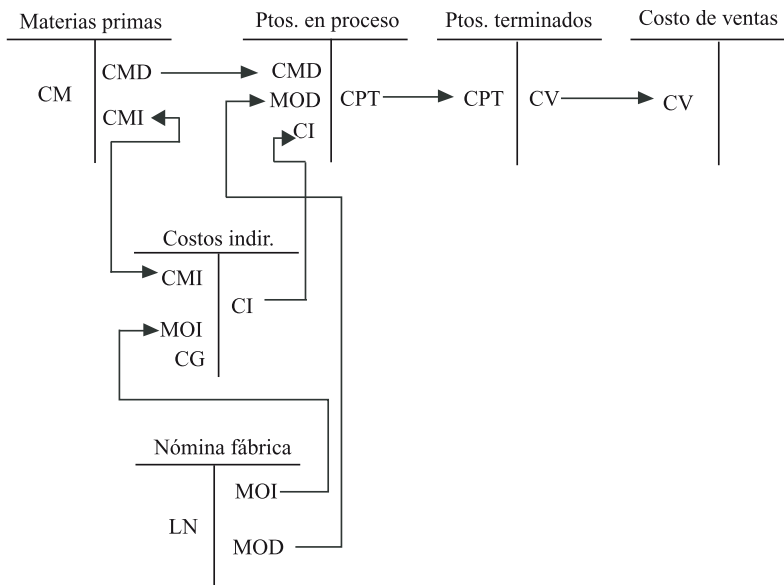 Materias primas
CM
CMD
CMI
Ptos. en proceso
CMD
MOD
CI
CPT
Ptos. terminados
CPT
CV
Costo de ventas
CV
Costos indir.
CMI
MOI
CG
CI
Nómina fábrica
LN
MOI
MOD